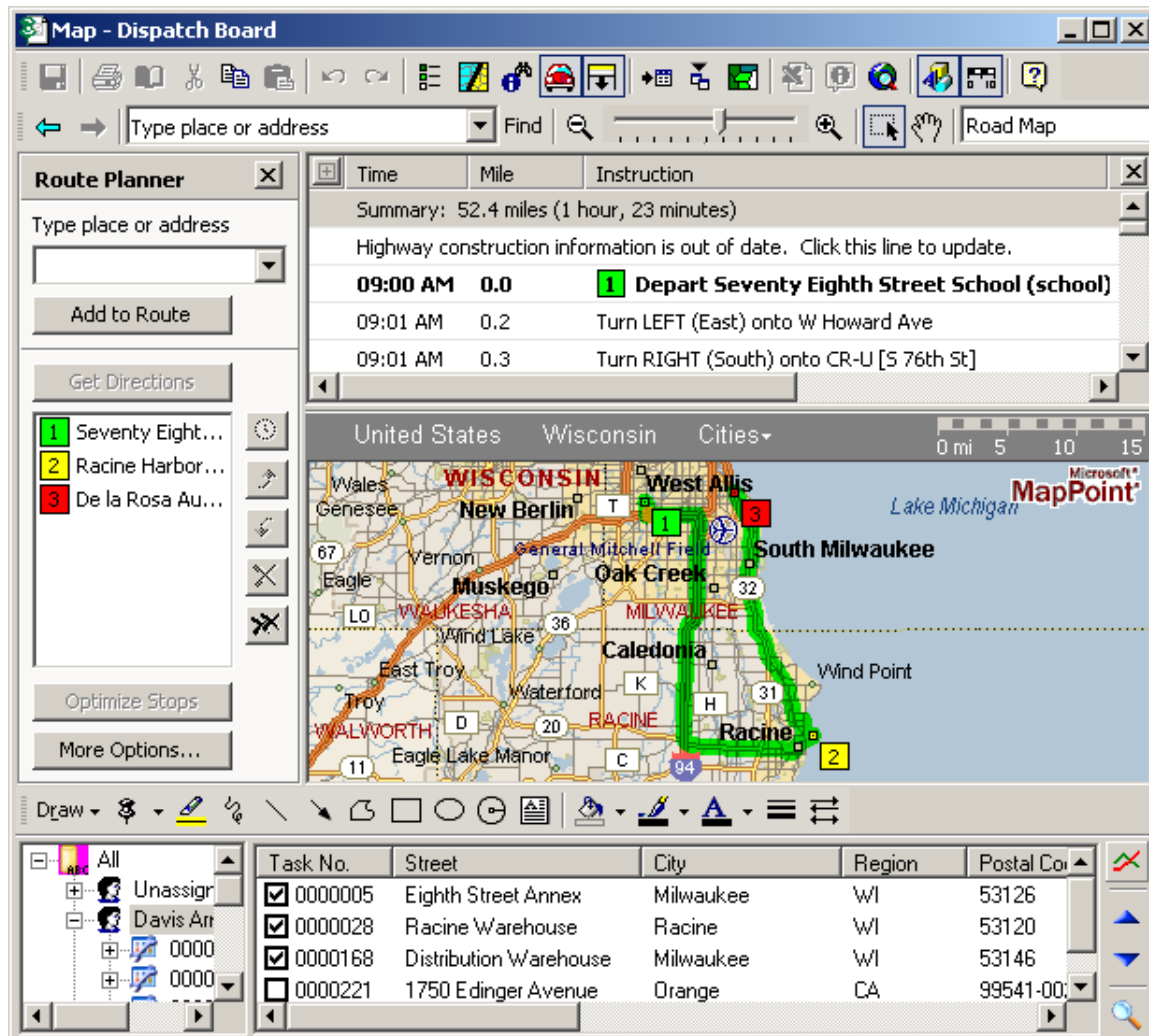 Map - Dispatch Board
Type place or address Find Road Map
Route Planner
Type place or address
Add to Route
Get Directions
1 Seventy Eight...
2 Racine Harbor...
3 De la Rosa Au...
Optimize Stops
More Options...
Time Mile Instruction
Summary: 52.4 miles (1 hour, 23 minutes)
Highway construction information is out of date. Click this line to update.
09:00 AM 0.0 1 Depart Seventy Eighth Street School (school)
09:01 AM 0.2 Turn LEFT (East) onto W Howard Ave
09:01 AM 0.3 Turn RIGHT (South) onto CR-U [S 76th St]
United States Wisconsin Cities
0 mi 5 10 15
Microsoft®
MapPoint®
Wales WISCONSIN West Allis
Genesee New Berlin T 1 3 Lake Michigan
67 Vernon General Mitchell Field South Milwaukee
Eagle Muskego Oak Creek 32
LO WAUKESHA 36 MILWAUKEE
Wind Lake Caledonia
East Troy Wind Point
Troy Waterford K H 31
WALWORTH D 20 RACINE Racine
11 Eagle Lake Manor C 94 2
Draw A
ABC All
Unassign
Davis Arr
0000
0000
Task No. Street City Region Postal Co
0000005 Eighth Street Annex Milwaukee WI 53126
0000028 Racine Warehouse Racine WI 53120
0000168 Distribution Warehouse Milwaukee WI 53146
0000221 1750 Edinger Avenue Orange CA 99541-00